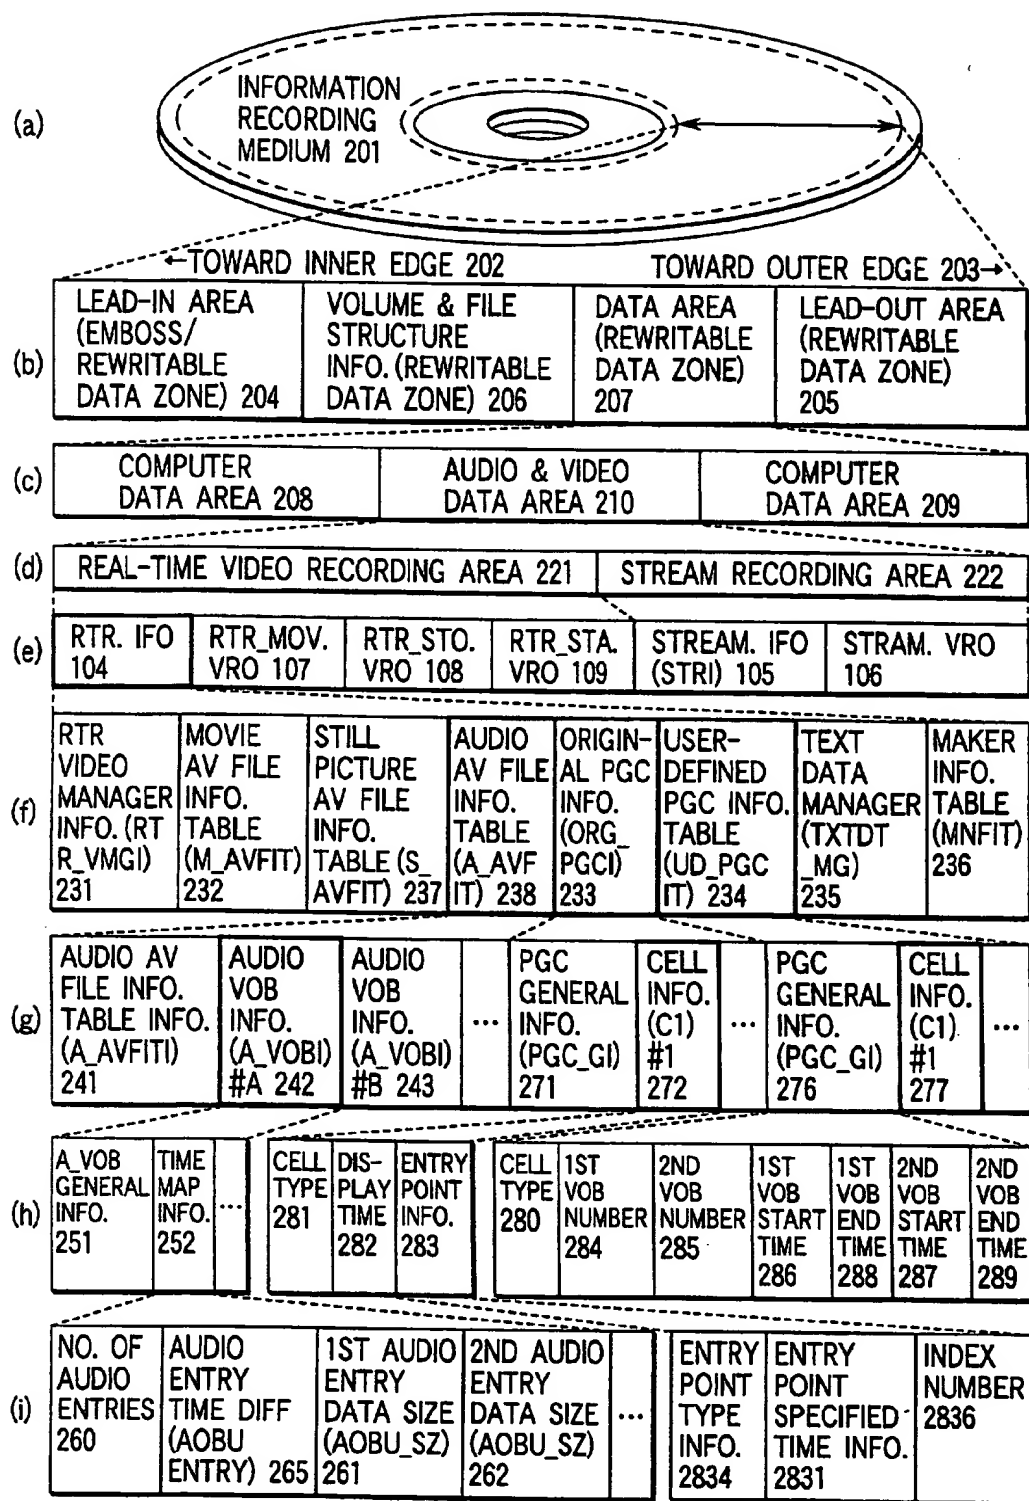 (a)
INFORMATION
RECORDING
MEDIUM 201
←TOWARD INNER EDGE 202
TOWARD OUTER EDGE 203→
(b)
LEAD-IN AREA
(EMBOSS/
REWRITABLE
DATA ZONE) 204
VOLUME & FILE
STRUCTURE
INFO. (REWRITABLE
DATA ZONE) 206
DATA AREA
(REWRITABLE
DATA ZONE)
207
LEAD-OUT AREA
(REWRITABLE
DATA ZONE)
205
(c)
COMPUTER
DATA AREA 208
AUDIO & VIDEO
DATA AREA 210
COMPUTER
DATA AREA 209
(d)
REAL-TIME VIDEO RECORDING AREA 221
STREAM RECORDING AREA 222
(e)
RTR. IFO
104
RTR_MOV.
VRO 107
RTR_STO.
VRO 108
RTR_STA.
VRO 109
STREAM. IFO
(STRI) 105
STRAM. VRO
106
(f)
RTR
VIDEO
MANAGER
INFO. (RT
R_VMGI)
231
MOVIE
AV FILE
INFO.
TABLE
(M_AVFIT)
232
STILL
PICTURE
AV FILE
INFO.
TABLE (S_
AVFIT) 237
AUDIO
AV FILE
INFO.
TABLE
(A_AVF
IT) 238
ORIGIN-
AL PGC
INFO.
(ORG_
PGCI)
233
USER-
DEFINED
PGC INFO.
TABLE
(UD_PGC
IT) 234
TEXT
DATA
MANAGER
(TXTDT
_MG)
235
MAKER
INFO.
TABLE
(MNFIT)
236
(g)
AUDIO AV
FILE INFO.
TABLE INFO.
(A_AVFITI)
241
AUDIO
VOB
INFO.
(A_VOBI)
#A 242
AUDIO
VOB
INFO.
(A_VOBI)
#B 243
...
PGC
GENERAL
INFO.
(PGC_GI)
271
CELL
INFO.
(C1)
#1
272
...
PGC
GENERAL
INFO.
(PGC_GI)
276
CELL
INFO.
(C1)
#1
277
...
(h)
A_VOB
GENERAL
INFO.
251
TIME
MAP
INFO.
252
...
CELL
TYPE
281
DIS-
PLAY
TIME
282
ENTRY
POINT
INFO.
283
CELL
TYPE
280
1ST
VOB
NUMBER
284
2ND
VOB
NUMBER
285
1ST
VOB
START
TIME
286
1ST
VOB
END
TIME
288
2ND
VOB
START
TIME
287
2ND
VOB
END
TIME
289
(i)
NO. OF
AUDIO
ENTRIES
260
AUDIO
ENTRY
TIME DIFF
(AOBU
ENTRY) 265
1ST AUDIO
ENTRY
DATA SIZE
(AOBU_SZ)
261
2ND AUDIO
ENTRY
DATA SIZE
(AOBU_SZ)
262
...
ENTRY
POINT
TYPE
INFO.
2834
ENTRY
POINT
SPECIFIED
TIME INFO.
2831
INDEX
NUMBER
2836